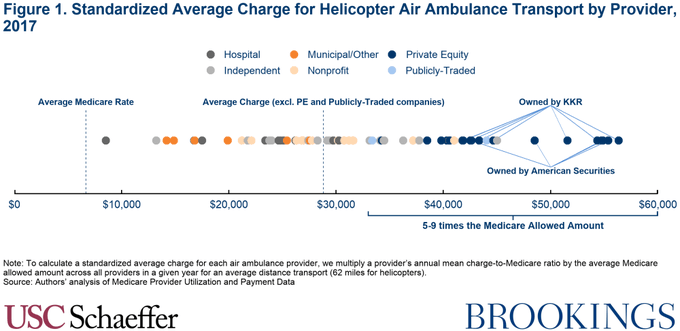 Figure 1. Standardized Average Charge for Helicopter Air Ambulance Transport by Provider,
2017
Hospital
Municipal/Other
Private Equity
Independent
Nonprofit
Publicly-Traded
Average Medicare Rate
Average Charge (excl. PE and Publicly-Traded companies)
Owned by KKR
Owned by American Securities
$0
$10,000
$20,000
$30,000
$40,000
$50,000
$60,000
5-9 times the Medicare Allowed Amount
Note: To calculate a standardized average charge for each air ambulance provider, we multiply a provider's annual mean charge-to-Medicare ratio by the average Medicare
allowed amount across all providers in a given year for an average distance transport (62 miles for helicopters).
Source: Authors' analysis of Medicare Provider Utilization and Payment Data
USC Schaeffer
BROOKINGS